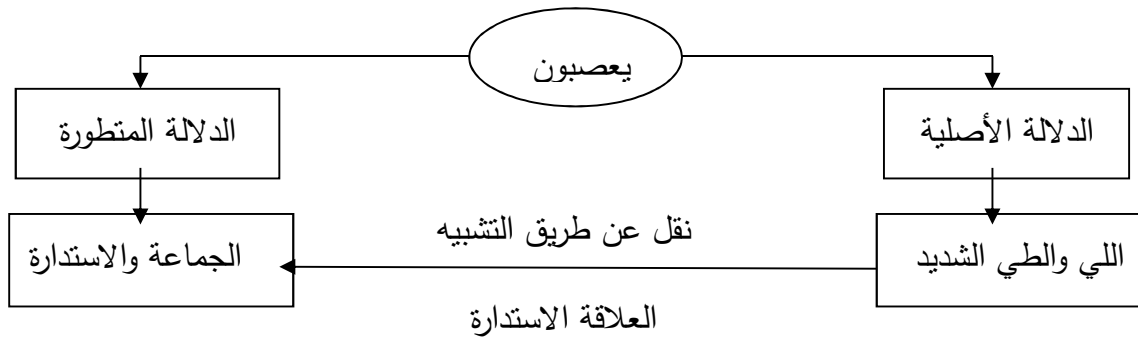 يعصبون
الدلالة الأصلية
الدلالة المتطورة
اللي والطي الشديد
نقل عن طريق التشبيه
العلاقة الاستدارة
الجماعة والاستدارة